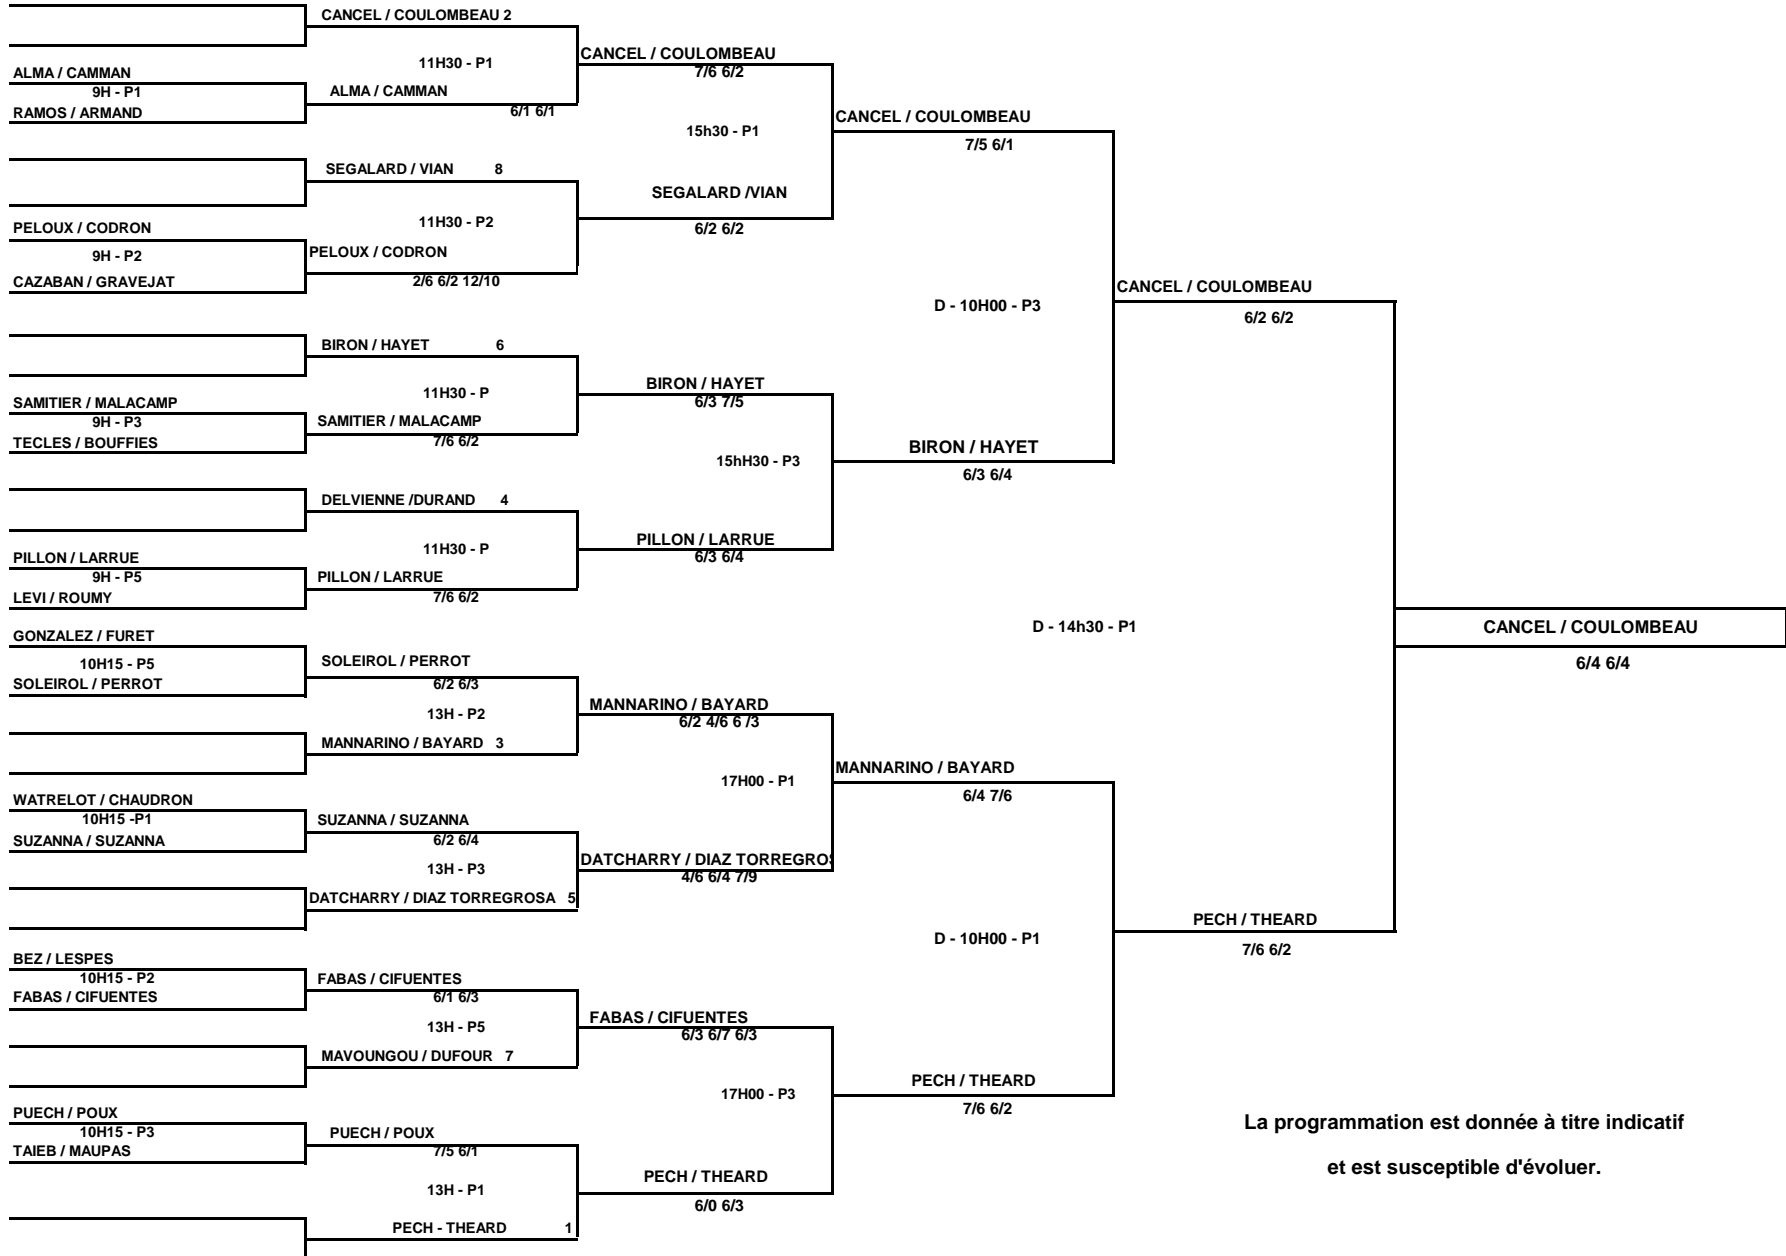 CANCEL / COULOMBEAU 2
11H30 - P1
CANCEL / COULOMBEAU
7/6 6/2
ALMA / CAMMAN
9H - P1
RAMOS / ARMAND
ALMA / CAMMAN
6/1 6/1
15h30 - P1
CANCEL / COULOMBEAU
7/5 6/1
SEGALARD / VIAN 8
11H30 - P2
SEGALARD /VIAN
6/2 6/2
PELOUX / CODRON
9H - P2
CAZABAN / GRAVEJAT
PELOUX / CODRON
2/6 6/2 12/10
D - 10H00 - P3
CANCEL / COULOMBEAU
6/2 6/2
BIRON / HAYET 6
11H30 - P
BIRON / HAYET
6/3 7/5
SAMITIER / MALACAMP
9H - P3
TECLES / BOUFFIES
SAMITIER / MALACAMP
7/6 6/2
15hH30 - P3
BIRON / HAYET
6/3 6/4
DELVIENNE /DURAND 4
11H30 - P
PILLON / LARRUE
6/3 6/4
PILLON / LARRUE
9H - P5
LEVI / ROUMY
PILLON / LARRUE
7/6 6/2
D - 14h30 - P1
CANCEL / COULOMBEAU
6/4 6/4
GONZALEZ / FURET
10H15 - P5
SOLEIROL / PERROT
SOLEIROL / PERROT
6/2 6/3
13H - P2
MANNARINO / BAYARD
6/2 4/6 6 /3
MANNARINO / BAYARD 3
17H00 - P1
MANNARINO / BAYARD
6/4 7/6
WATRELOT / CHAUDRON
10H15 -P1
SUZANNA / SUZANNA
SUZANNA / SUZANNA
6/2 6/4
13H - P3
DATCHARRY / DIAZ TORREGROS
4/6 6/4 7/9
DATCHARRY / DIAZ TORREGROSA 5
D - 10H00 - P1
PECH / THEARD
7/6 6/2
BEZ / LESPES
10H15 - P2
FABAS / CIFUENTES
FABAS / CIFUENTES
6/1 6/3
13H - P5
FABAS / CIFUENTES
6/3 6/7 6/3
MAVOUNGOU / DUFOUR 7
17H00 - P3
PECH / THEARD
7/6 6/2
PUECH / POUX
10H15 - P3
TAIEB / MAUPAS
PUECH / POUX
7/5 6/1
13H - P1
PECH / THEARD
6/0 6/3
PECH - THEARD 1
La programmation est donnée à titre indicatif
et est susceptible d'évoluer.